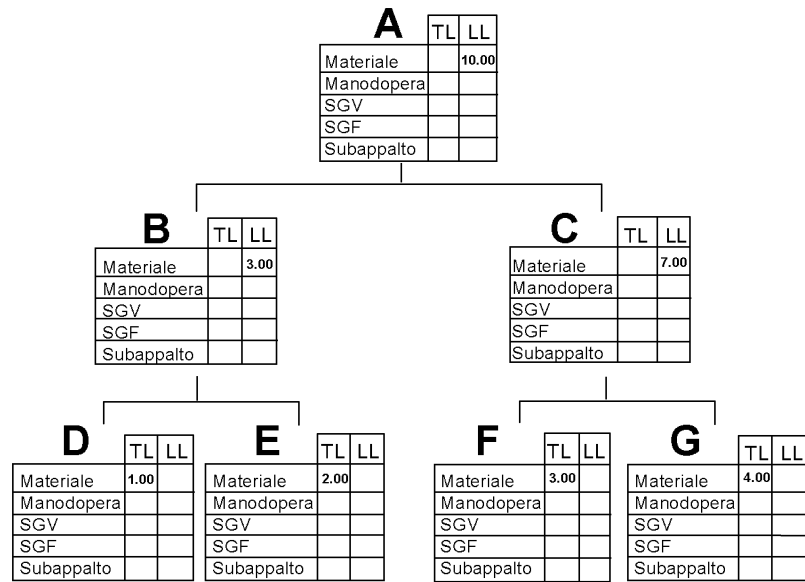 A TL LL
Materiale 10.00
Manodopera
SGV
SGF
Subappalto
B TL LL
Materiale 3.00
Manodopera
SGV
SGF
Subappalto
C TL LL
Materiale 7.00
Manodopera
SGV
SGF
Subappalto
D TL LL
Materiale 1.00
Manodopera
SGV
SGF
Subappalto
E TL LL
Materiale 2.00
Manodopera
SGV
SGF
Subappalto
F TL LL
Materiale 3.00
Manodopera
SGV
SGF
Subappalto
G TL LL
Materiale 4.00
Manodopera
SGV
SGF
Subappalto